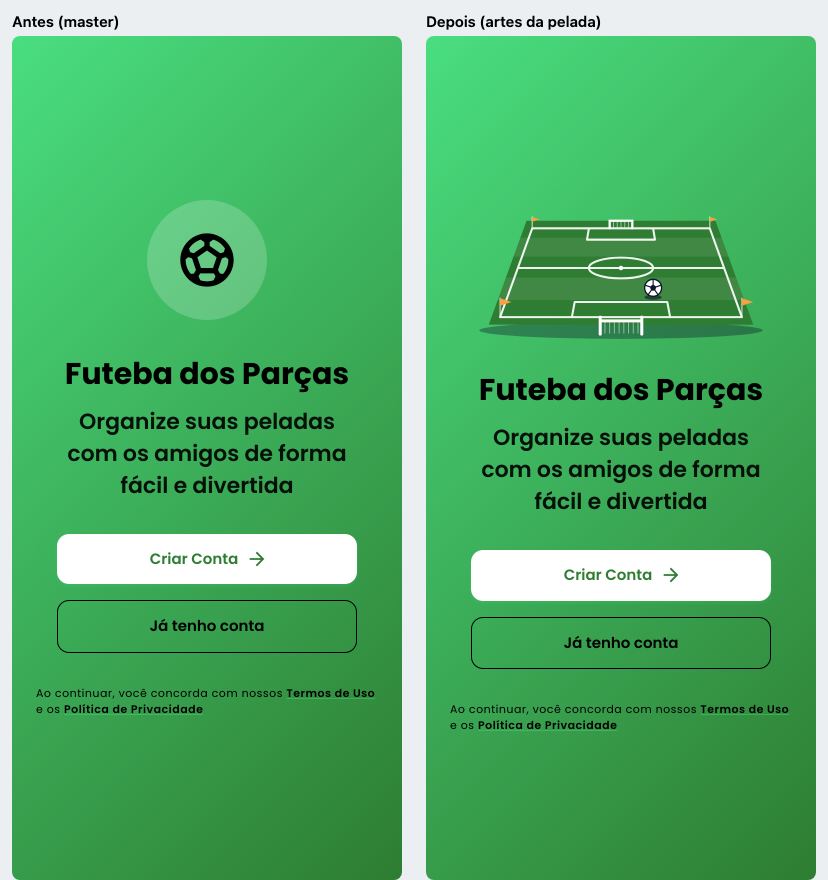 Antes (master)
Futeba dos Parças
Organize suas peladas
com os amigos de forma
fácil e divertida
Criar Conta
Já tenho conta
Ao continuar, você concorda com nossos Termos de Uso
e os Política de Privacidade
Depois (artes da pelada)
Futeba dos Parças
Organize suas peladas
com os amigos de forma
fácil e divertida
Criar Conta
Já tenho conta
Ao continuar, você concorda com nossos Termos de Uso
e os Política de Privacidade